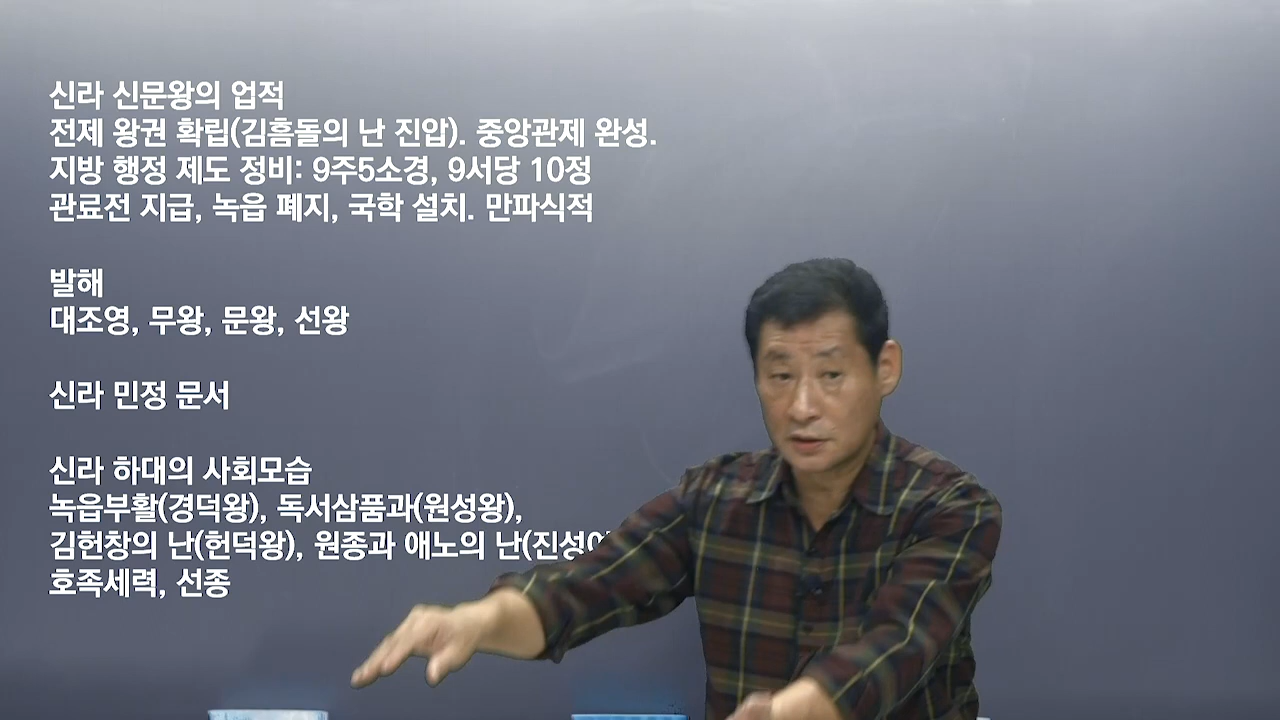 신라 신문왕의 업적
전제 왕권 확립(김흠돌의 난 진압). 중앙관제 완성.
지방 행정 제도 정비: 9주5소경, 9서당 10정
관료전 지급, 녹읍 폐지, 국학 설치. 만파식적
발해
대조영, 무왕, 문왕, 선왕
신라 민정 문서
신라 하대의 사회모습
녹읍부활(경덕왕), 독서삼품과(원성왕),
김헌창의 난(헌덕왕), 원종과 애노의 난(진성
호족세력, 선종